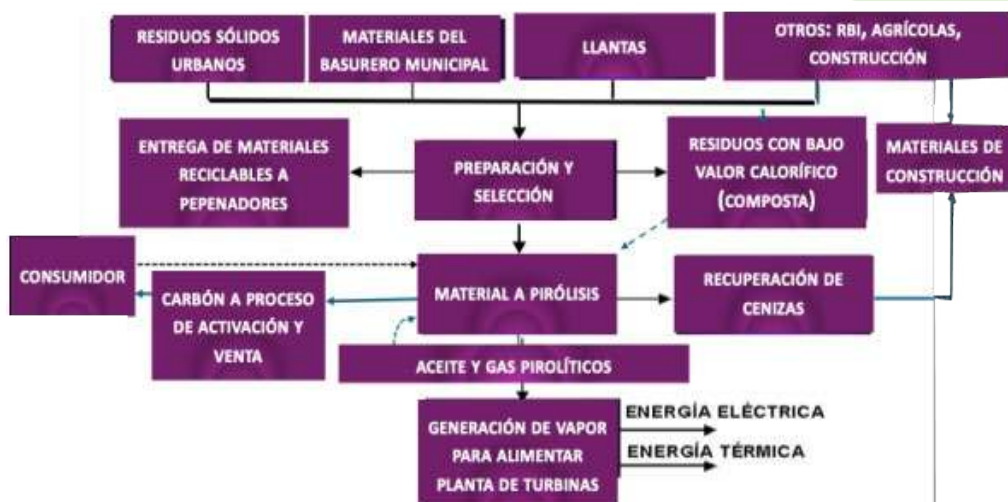 RESIDUOS SÓLIDOS
URBANOS
MATERIALES DEL
BASURERO MUNICIPAL
LLANTAS
OTROS: RBI, AGRÍCOLAS,
CONSTRUCCIÓN
ENTREGA DE MATERIALES
RECICLABLES A
PEPENADORES
PREPARACIÓN Y
SELECCIÓN
RESIDUOS CON BAJO
VALOR CALORÍFICO
(COMPOSTA)
MATERIALES DE
CONSTRUCCIÓN
CONSUMIDOR
CARBÓN A PROCESO
DE ACTIVACIÓN Y
VENTA
MATERIAL A PIRÓLISIS
RECUPERACIÓN DE
CENIZAS
ACEITE Y GAS PIROLÍTICOS
GENERACIÓN DE VAPOR
PARA ALIMENTAR
PLANTA DE TURBINAS
ENERGÍA ELÉCTRICA
ENERGÍA TÉRMICA